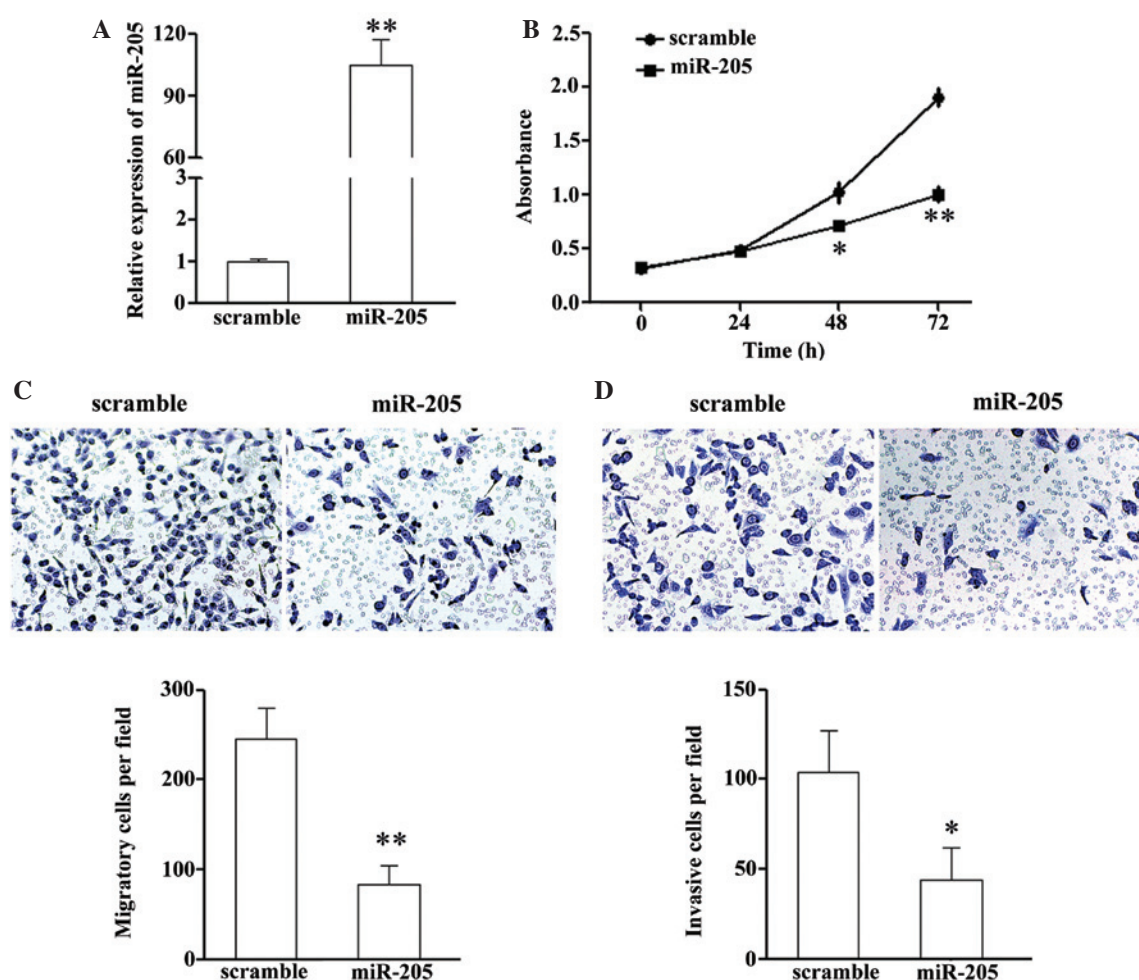 A
Relative expression of miR-205
120
90
60
3
2
1
0
**
scramble
miR-205
B
scramble
miR-205
Absorbance
2.0
1.5
1.0
0.5
0.0
*
**
0
24
48
72
Time (h)
C
scramble
miR-205
D
scramble
miR-205
Migratory cells per field
300
200
100
0
**
scramble
miR-205
Invasive cells per field
150
100
50
0
*
scramble
miR-205